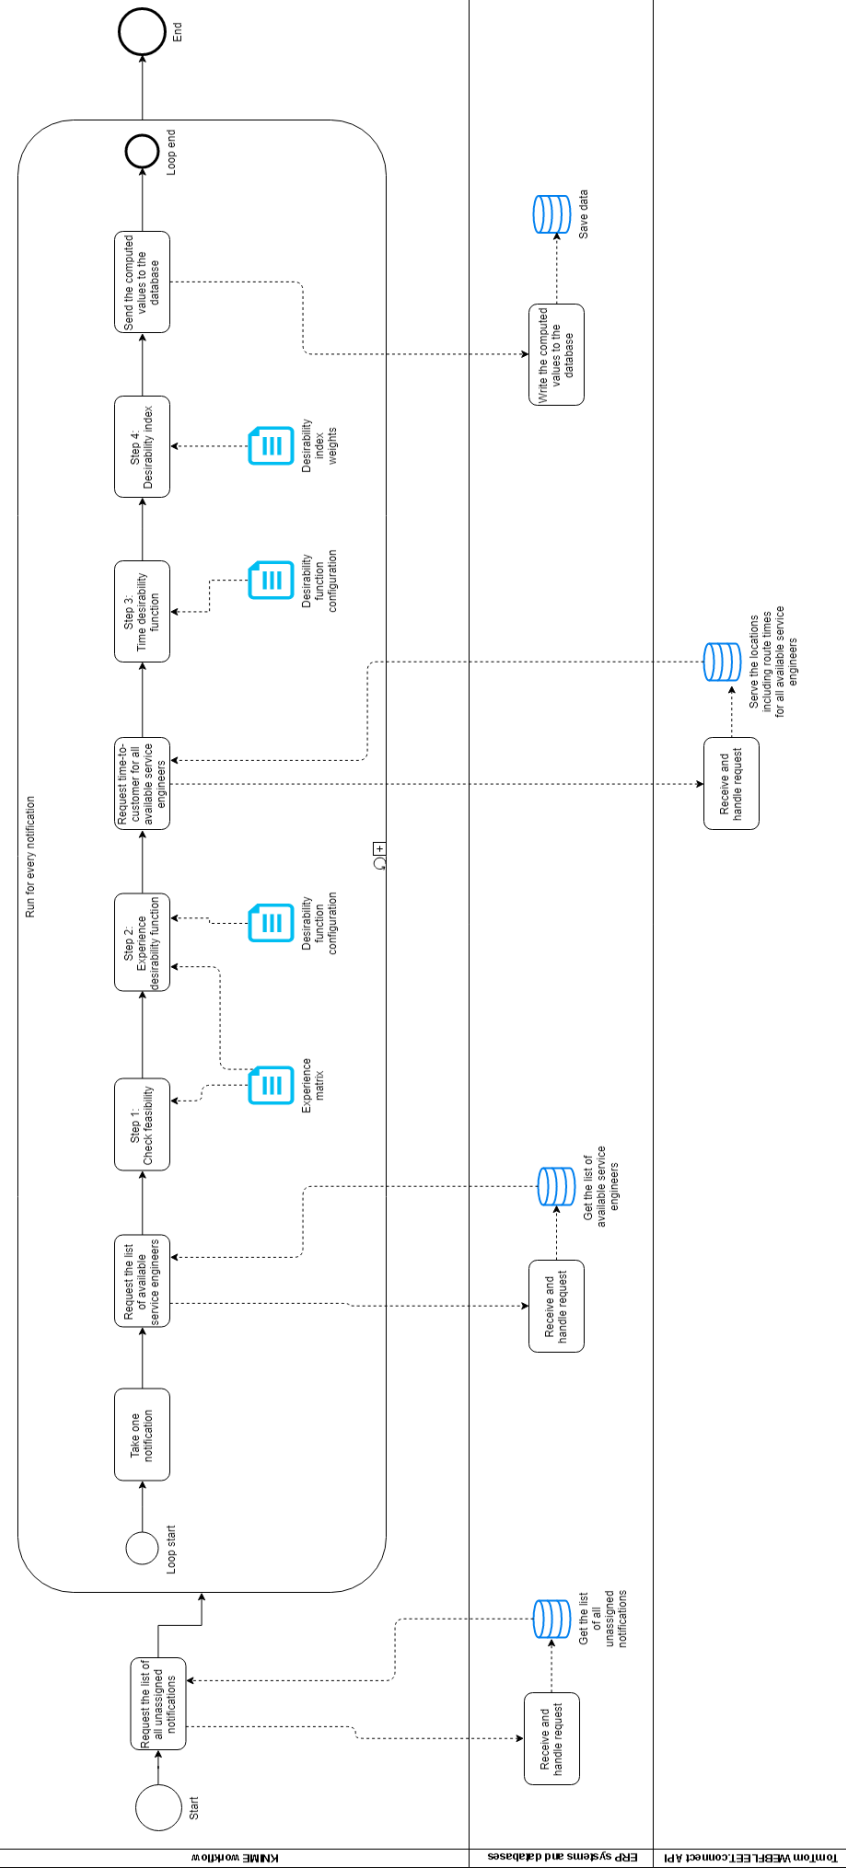 KNIME workflow
ERP systems and databases
TomTom WEBFLEET.connect API
Start
Request the list of
all unassigned
notifications
Receive and
handle request
Get the list
of all
unassigned
notifications
Run for every notification
Loop start
Take one
notification
Request the list
of available
service engineers
Receive and
handle request
Get the list of
available service
engineers
Step 1:
Check feasibility
Experience
matrix
Step 2:
Experience
desirability function
Desirability
function
configuration
Request time-to-
customer for all
available service
engineers
Receive and
handle request
Serve the locations
including route times
for all available service
engineers
Step 3:
Time desirability
function
Desirability
function
configuration
Step 4:
Desirability index
Desirability
index
weights
Send the computed
values to the
database
Write the computed
values to the
database
Save data
Loop end
End